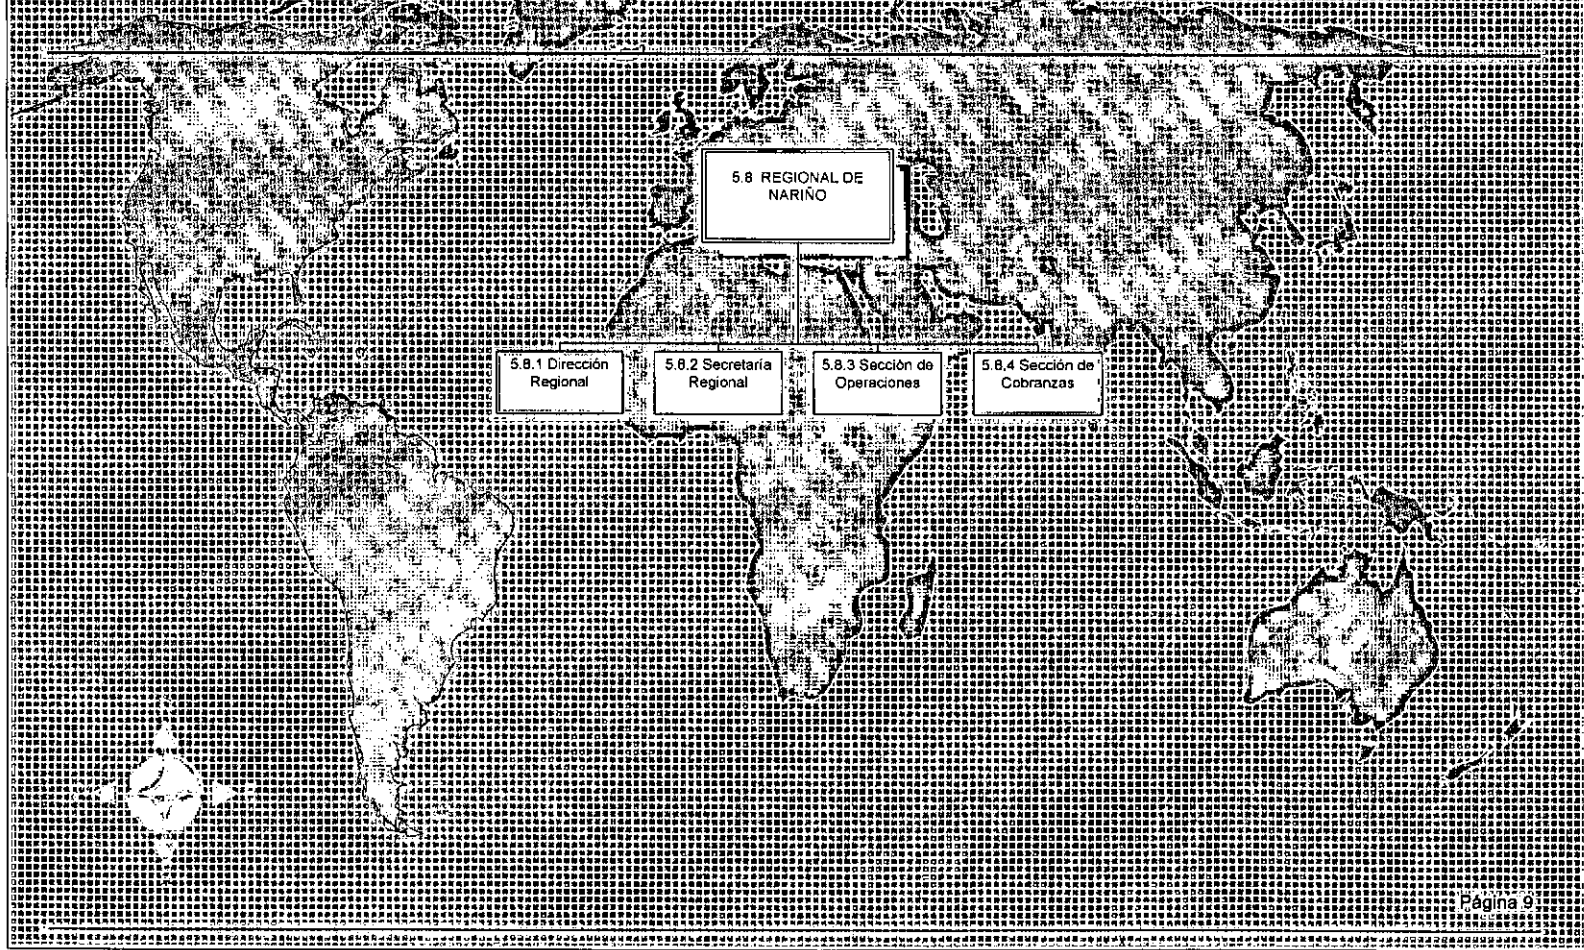 5.8 REGIONAL DE
NARIÑO
5.8.1 Dirección
Regional
5.8.2 Secretaría
Regional
5.8.3 Sección de
Operaciones
5.8.4 Sección de
Cobranzas
Página 9